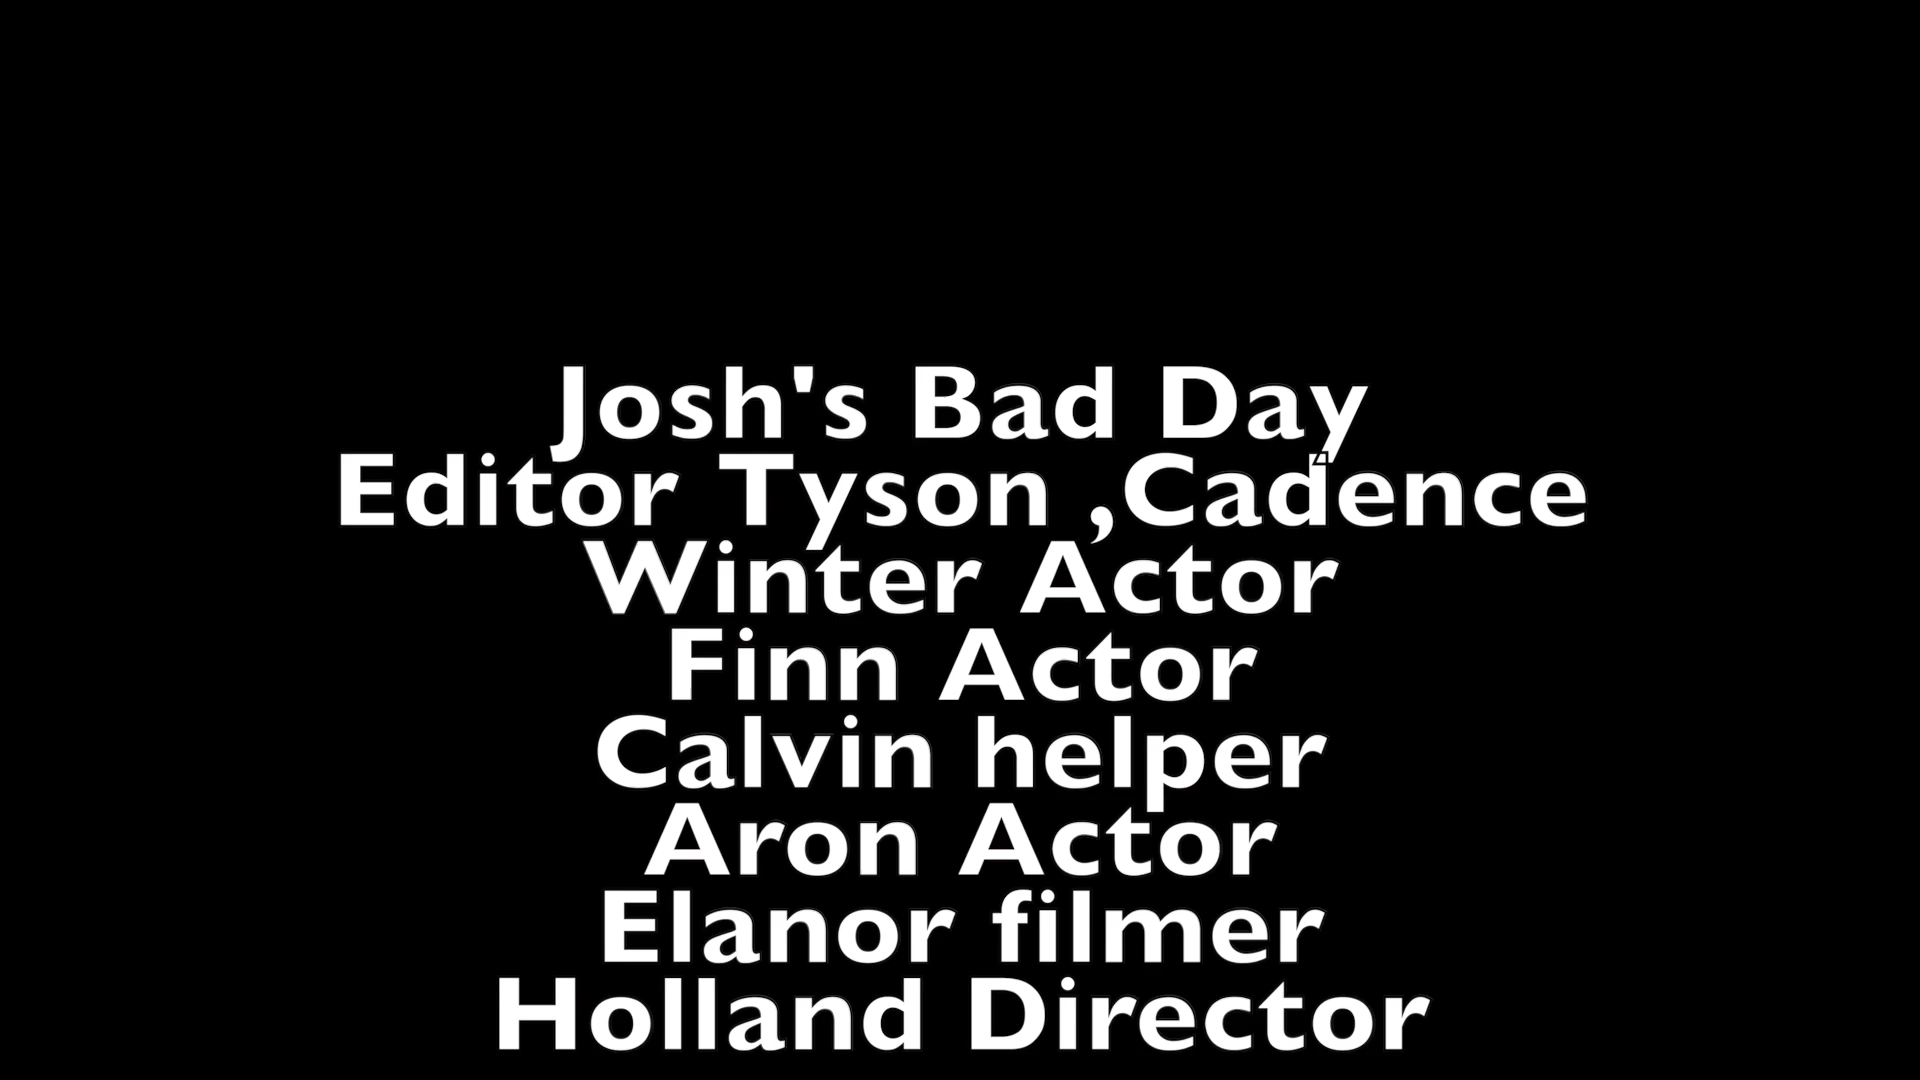 Josh's Bad Day
Editor Tyson ,Cadence
Winter Actor
Finn Actor
Calvin helper
Aron Actor
Elanor filmer
Holland Director